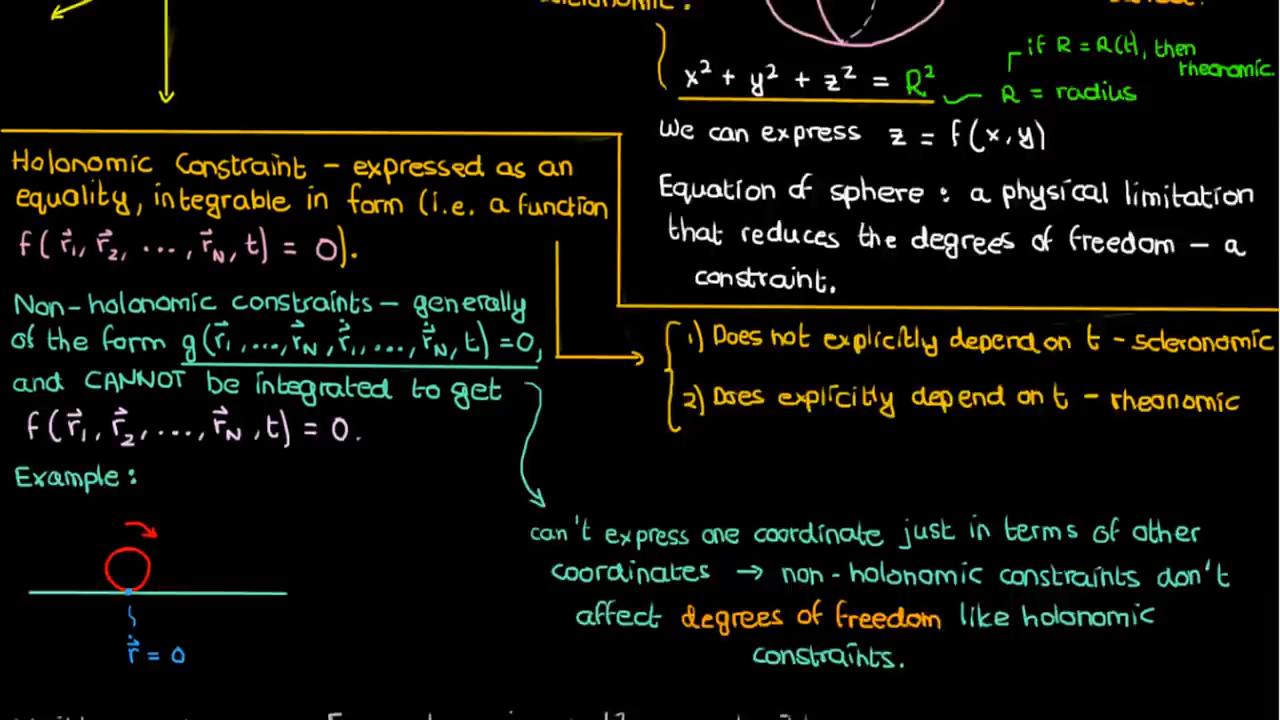 x² + y² + z² = R²
if R = R(t), then
rheonomic.
R = radius
We can express z = f(x, y)
Equation of sphere : a physical limitation
that reduces the degrees of freedom – a
constraint.
Holonomic Constraint – expressed as an
equality, integrable in form (i.e. a function
f(r⃗₁, r⃗₂, ..., r⃗_N, t) = 0).
Non-holonomic constraints – generally
of the form g(r⃗₁, ..., r⃗_N, ṙ⃗₁, ..., ṙ⃗_N, t) = 0,
and CANNOT be integrated to get
f(r⃗₁, r⃗₂, ..., r⃗_N, t) = 0.
Example :
ṙ⃗ = 0
1) Does not explicitly depend on t – scleronomic
2) Does explicitly depend on t – rheonomic
can't express one coordinate just in terms of other
coordinates → non-holonomic constraints don't
affect degrees of freedom like holonomic
constraints.